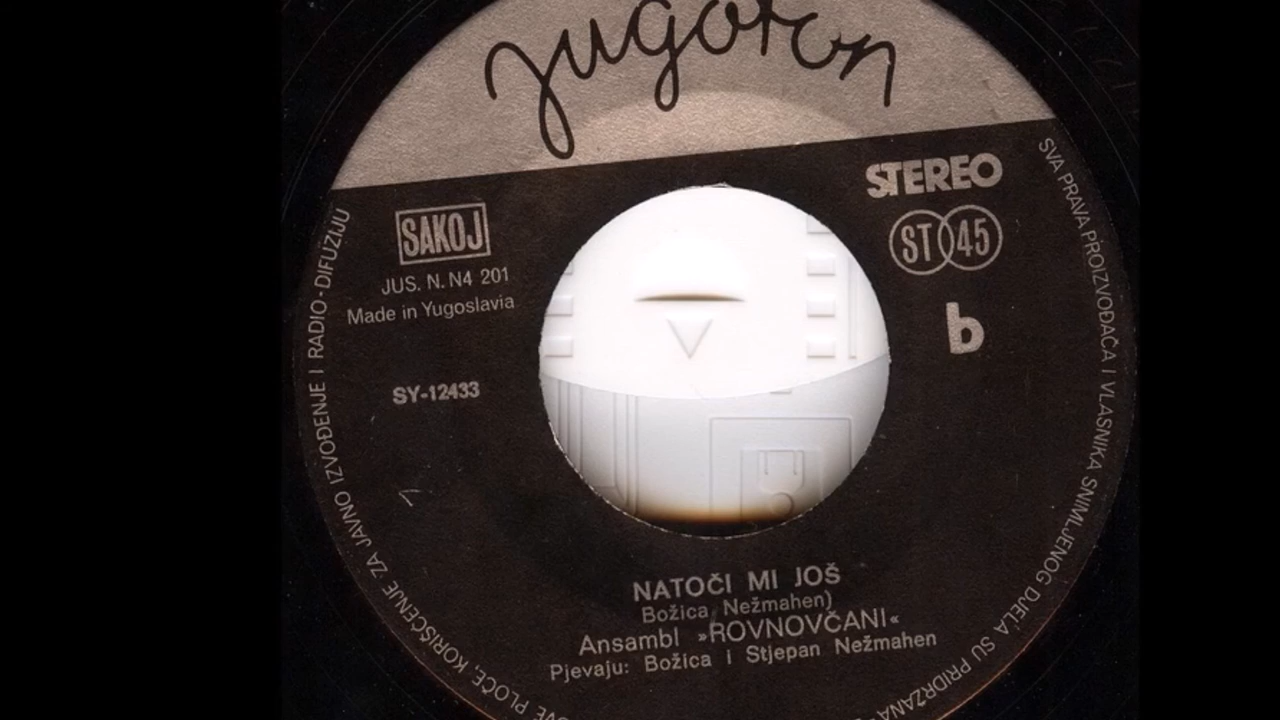 jugoton
STEREO
SAKOJ
ST 45
JUS. N. N4 201
Made in Yugoslavia
b
SY-12433
NATOČI MI JOŠ
Božica Nežmahen)
Ansambl »ROVNOVČANI«
Pjevaju: Božica i Stjepan Nežmahen
SVA PRAVA PROIZVOĐAČA I VLASNIKA SNIMLJENOG DJELA SU PRIDRŽANA
OVE PLOČE, KORIŠĆENJE ZA JAVNO IZVOĐENJE I RADIO-DIFUZIJU